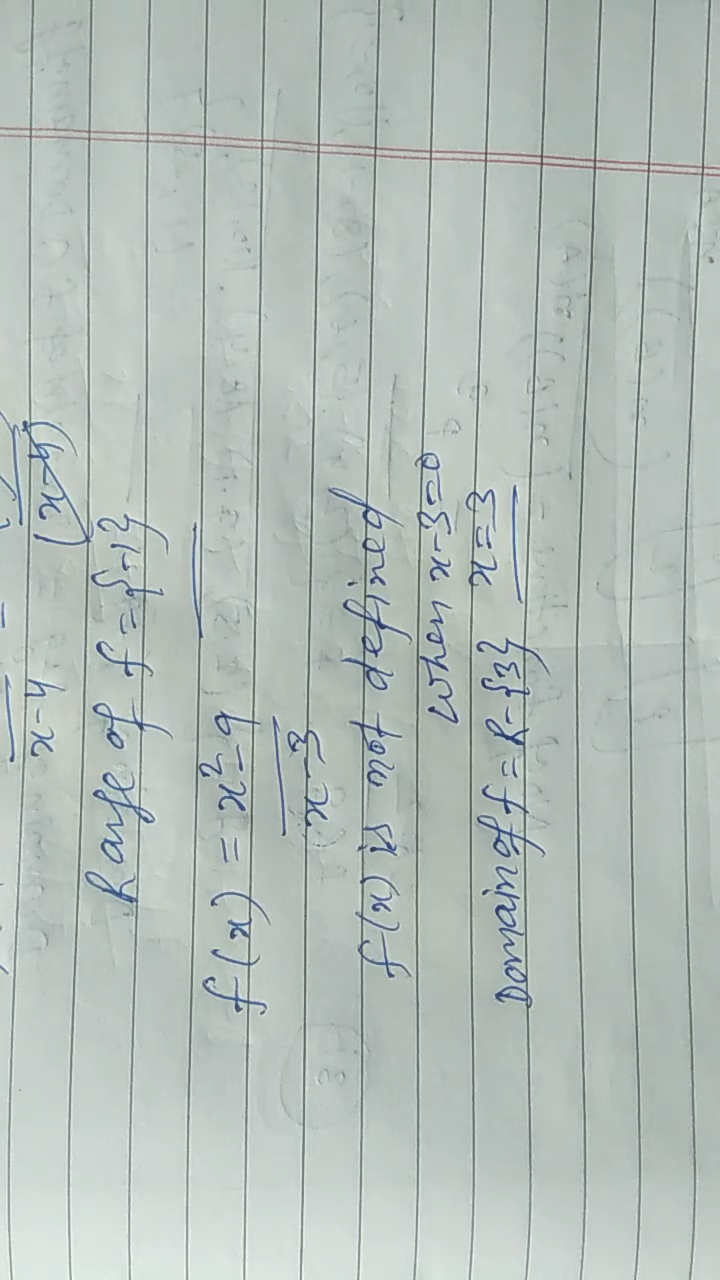 x-4 (x-4)
Range of f = {-1}
f(x) = x²-9
x-3
f(x) is not defined
when x-3=0
x=3
Domain of f = R-{3}